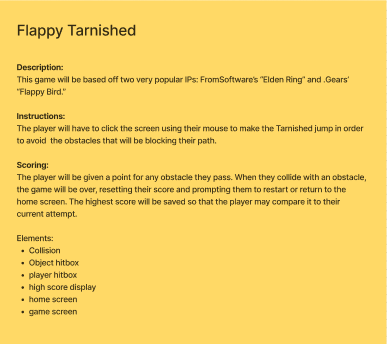 Flappy Tarnished
Description:
This game will be based off two very popular IPs: FromSoftware's "Elden Ring" and .Gears'
"Flappy Bird."
Instructions:
The player will have to click the screen using their mouse to make the Tarnished jump in order
to avoid the obstacles that will be blocking their path.
Scoring:
The player will be given a point for any obstacle they pass. When they collide with an obstacle,
the game will be over, resetting their score and prompting them to restart or return to the
home screen. The highest score will be saved so that the player may compare it to their
current attempt.
Elements:
• Collision
• Object hitbox
• player hitbox
• high score display
• home screen
• game screen